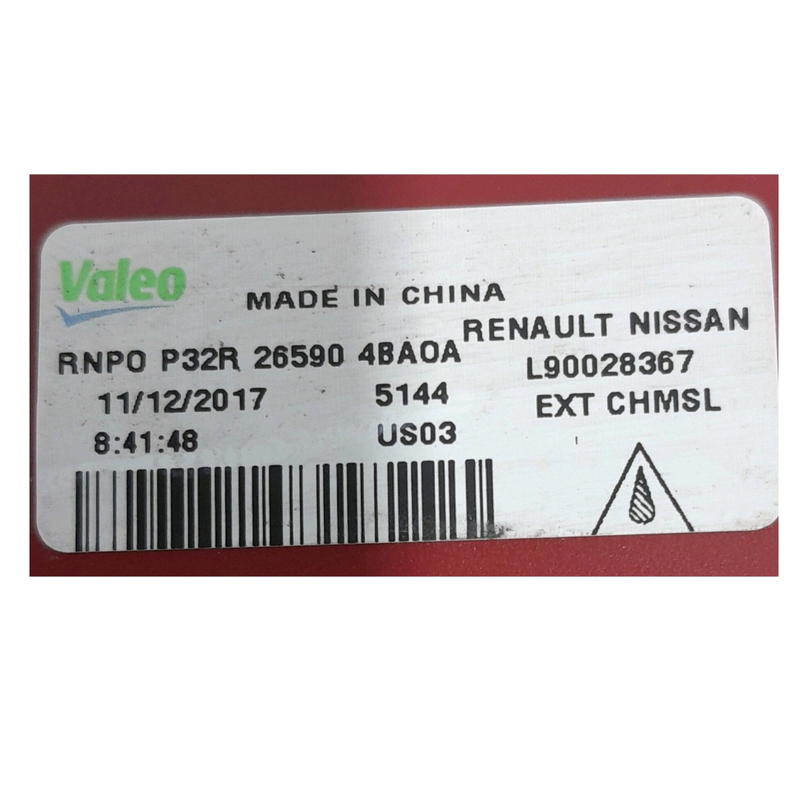 Valeo
MADE IN CHINA
RENAULT NISSAN
RNPO P32R 26590 4BA0A
L90028367
11/12/2017 5144
EXT CHMSL
8:41:48 US03